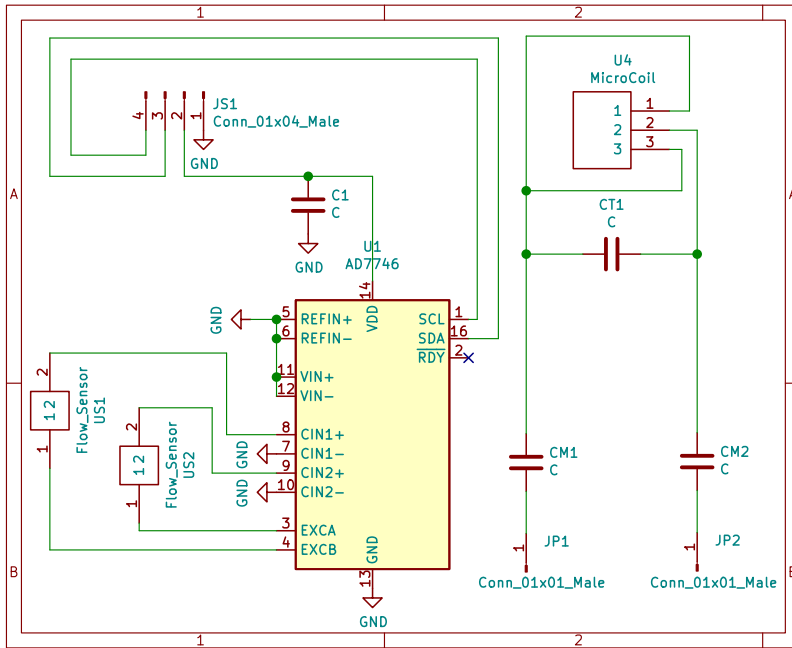 1
2
U4
MicroCoil
1
2
3
1
2
3
4
3
2
1
JS1
Conn_01x04_Male
GND
A
C1
C
GND
CT1
C
U1
AD7746
14
VDD
GND
5
REFIN+
6
REFIN-
11
VIN+
12
VIN-
8
CIN1+
7
CIN1-
GND
9
CIN2+
10
CIN2-
GND
3
EXCA
4
EXCB
SCL
1
SDA
16
RDY
2
GND
13
GND
2
12
1
Flow_Sensor
US1
2
12
1
Flow_Sensor
US2
CM1
C
CM2
C
1
JP1
Conn_01x01_Male
1
JP2
Conn_01x01_Male
B
1
2